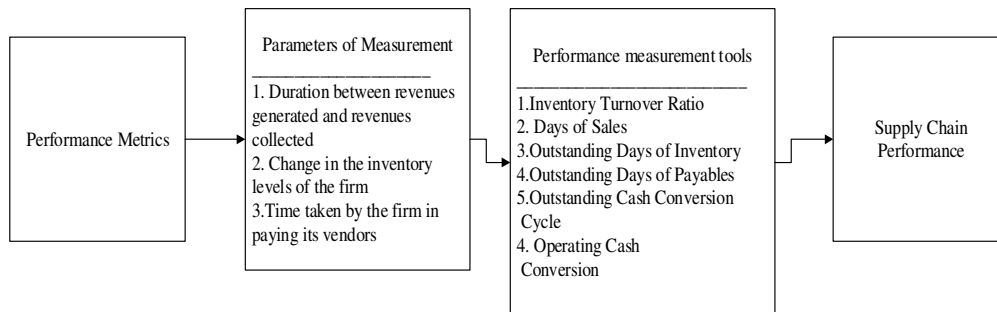 Performance Metrics
Parameters of Measurement
1. Duration between revenues
generated and revenues
collected
2. Change in the inventory
levels of the firm
3.Time taken by the firm in
paying its vendors
Performance measurement tools
1.Inventory Turnover Ratio
2. Days of Sales
3.Outstanding Days of Inventory
4.Outstanding Days of Payables
5.Outstanding Cash Conversion
Cycle
4. Operating Cash
Conversion
Supply Chain
Performance